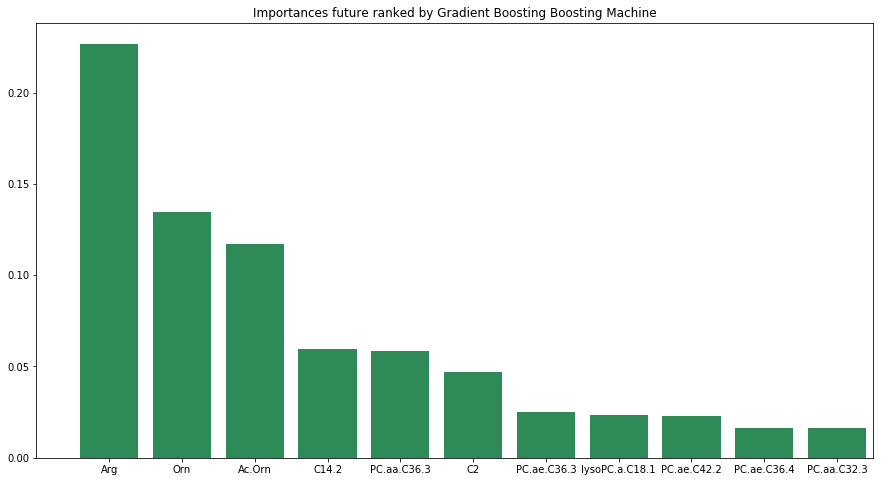 Importances future ranked by Gradient Boosting Boosting Machine
0.20
0.15
0.10
0.05
0.00
Arg Orn Ac.Orn C14.2 PC.aa.C36.3 C2 PC.ae.C36.3 lysoPC.a.C18.1 PC.ae.C42.2 PC.ae.C36.4 PC.aa.C32.3